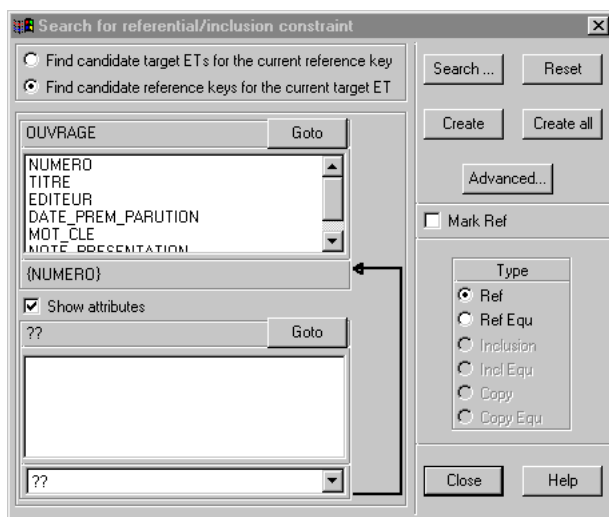 Search for referential/inclusion constraint
Find candidate target ETs for the current reference key
Find candidate reference keys for the current target ET
Search ...
Reset
Create
Create all
Advanced...
OUVRAGE
Goto
NUMERO
TITRE
EDITEUR
DATE_PREM_PARUTION
MOT_CLE
NOTE_PRESENTATION
{NUMERO}
Show attributes
??
Goto
??
Mark Ref
Type
Ref
Ref Equ
Inclusion
Incl Equ
Copy
Copy Equ
Close
Help